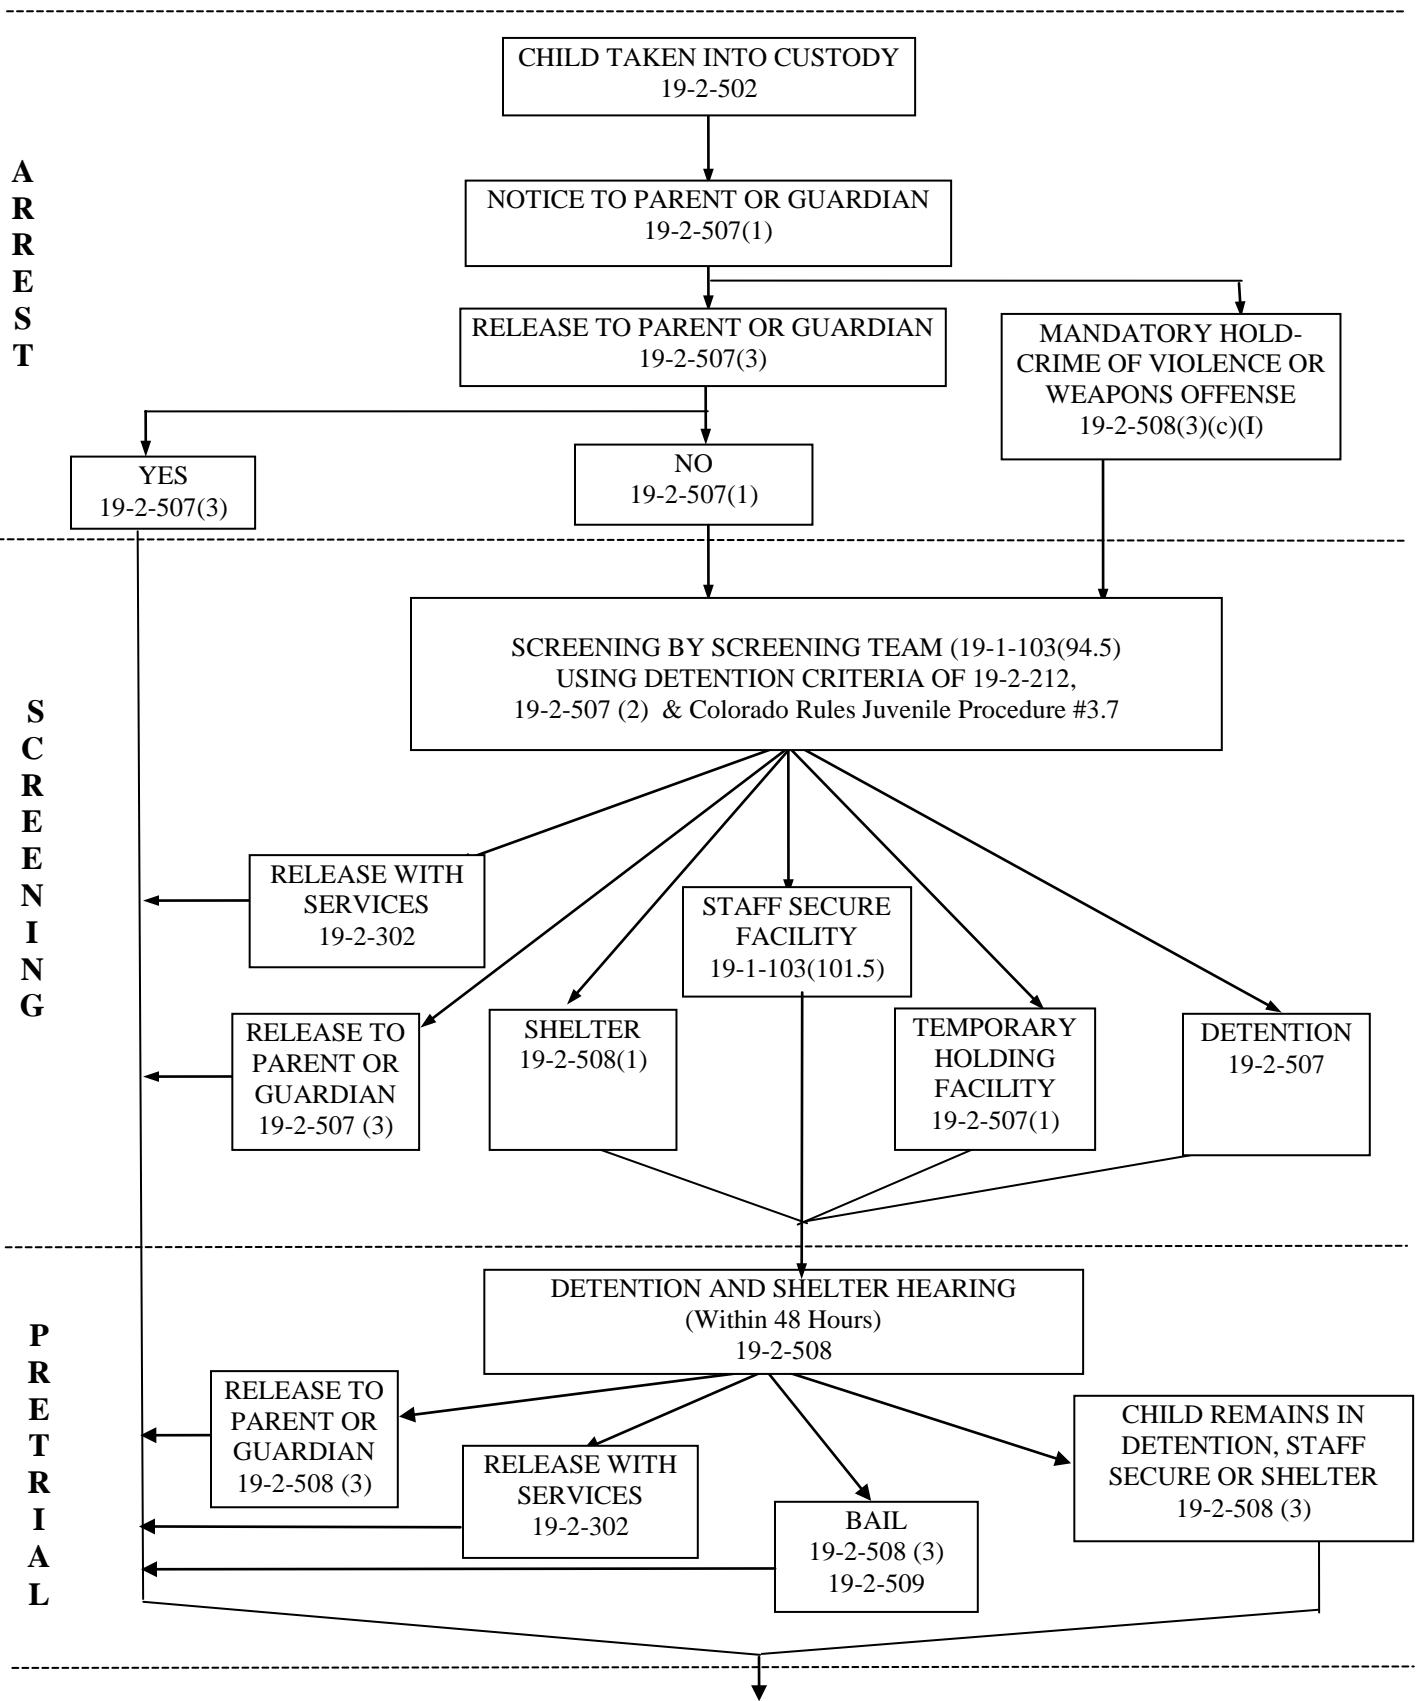 CHILD TAKEN INTO CUSTODY
19-2-502
ARREST
NOTICE TO PARENT OR GUARDIAN
19-2-507(1)
RELEASE TO PARENT OR GUARDIAN
19-2-507(3)
MANDATORY HOLD-
CRIME OF VIOLENCE OR
WEAPONS OFFENSE
19-2-508(3)(c)(I)
YES
19-2-507(3)
NO
19-2-507(1)
SCREENING
SCREENING BY SCREENING TEAM (19-1-103(94.5)
USING DETENTION CRITERIA OF 19-2-212,
19-2-507 (2) & Colorado Rules Juvenile Procedure #3.7
RELEASE WITH
SERVICES
19-2-302
STAFF SECURE
FACILITY
19-1-103(101.5)
RELEASE TO
PARENT OR
GUARDIAN
19-2-507 (3)
SHELTER
19-2-508(1)
TEMPORARY
HOLDING
FACILITY
19-2-507(1)
DETENTION
19-2-507
PRETRIAL
DETENTION AND SHELTER HEARING
(Within 48 Hours)
19-2-508
RELEASE TO
PARENT OR
GUARDIAN
19-2-508 (3)
RELEASE WITH
SERVICES
19-2-302
BAIL
19-2-508 (3)
19-2-509
CHILD REMAINS IN
DETENTION, STAFF
SECURE OR SHELTER
19-2-508 (3)